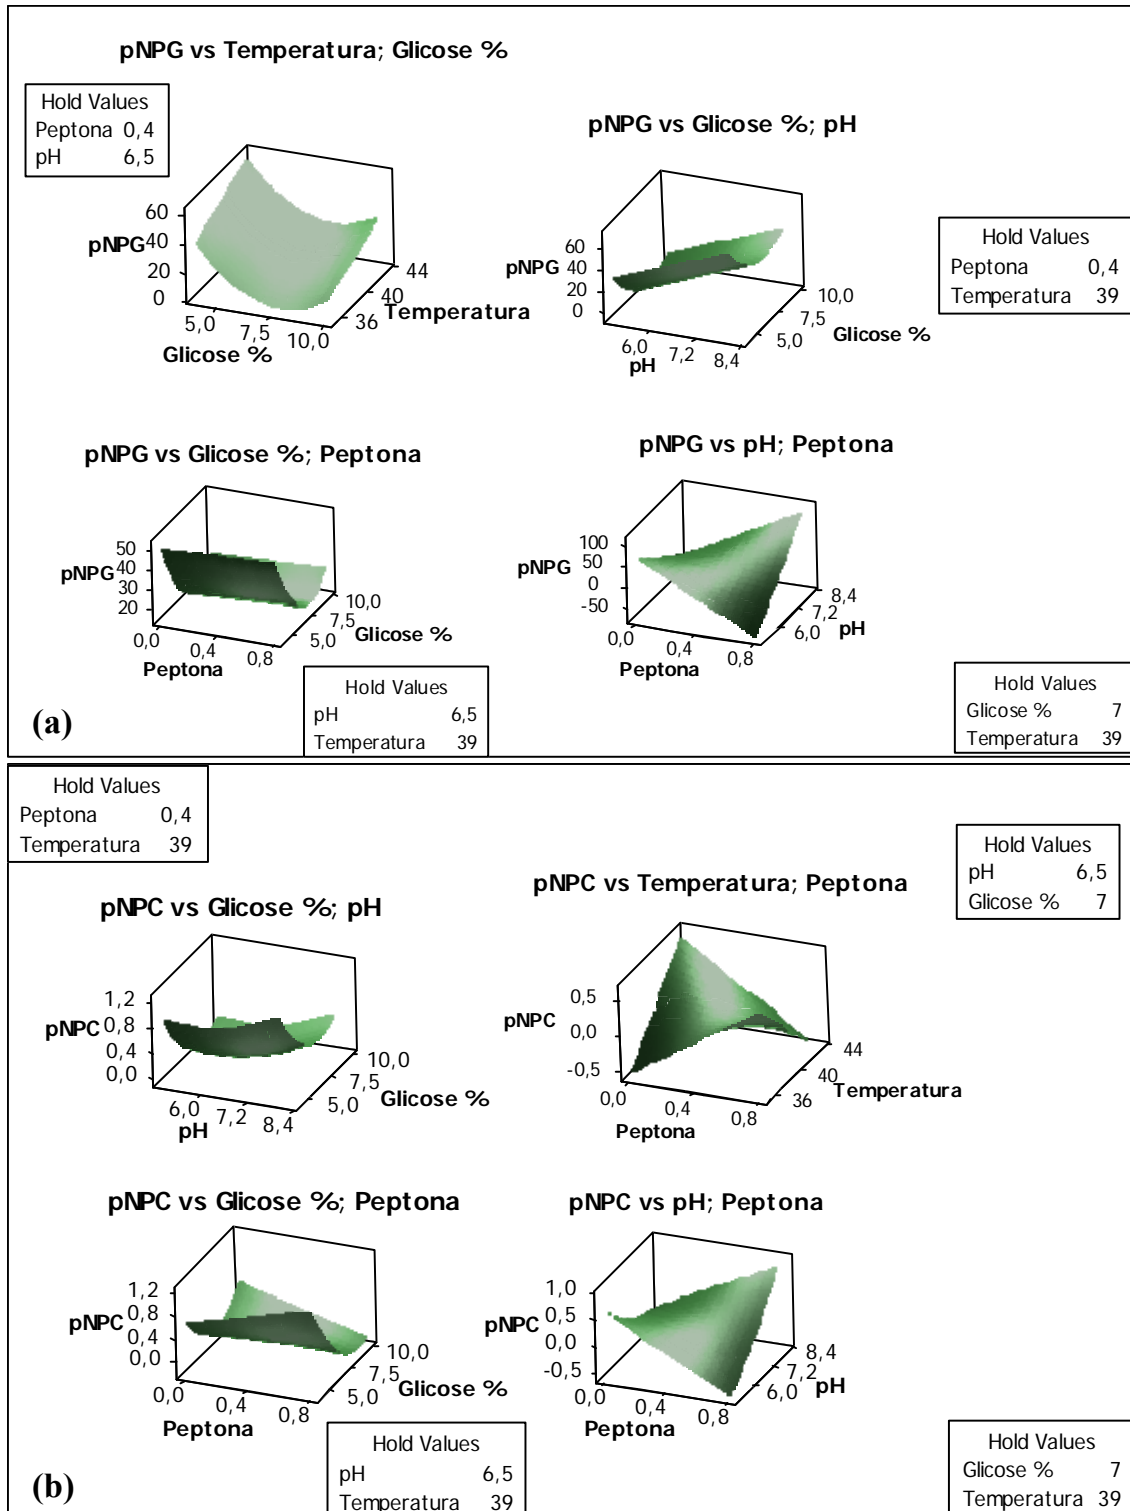 pNPG vs Temperatura; Glicose %
Hold Values
Peptona 0,4
pH 6,5
60
40
20
0
pNPG
5,0
7,5
10,0
Glicose %
44
40
36
Temperatura
pNPG vs Glicose %; pH
60
40
20
0
pNPG
6,0
7,2
8,4
pH
10,0
7,5
5,0
Glicose %
Hold Values
Peptona 0,4
Temperatura 39
pNPG vs Glicose %; Peptona
50
40
30
20
pNPG
0,0
0,4
0,8
Peptona
10,0
7,5
5,0
Glicose %
Hold Values
pH 6,5
Temperatura 39
pNPG vs pH; Peptona
100
50
0
-50
pNPG
0,0
0,4
0,8
Peptona
8,4
7,2
6,0
pH
Hold Values
Glicose % 7
Temperatura 39
(a)
Hold Values
Peptona 0,4
Temperatura 39
pNPC vs Glicose %; pH
1,2
0,8
0,4
0,0
pNPC
6,0
7,2
8,4
pH
10,0
7,5
5,0
Glicose %
pNPC vs Temperatura; Peptona
Hold Values
pH 6,5
Glicose % 7
0,5
0,0
-0,5
pNPC
0,0
0,4
0,8
Peptona
44
40
36
Temperatura
pNPC vs Glicose %; Peptona
1,2
0,8
0,4
0,0
pNPC
0,0
0,4
0,8
Peptona
10,0
7,5
5,0
Glicose %
Hold Values
pH 6,5
Temperatura 39
pNPC vs pH; Peptona
1,0
0,5
0,0
-0,5
pNPC
0,0
0,4
0,8
Peptona
8,4
7,2
6,0
pH
Hold Values
Glicose % 7
Temperatura 39
(b)